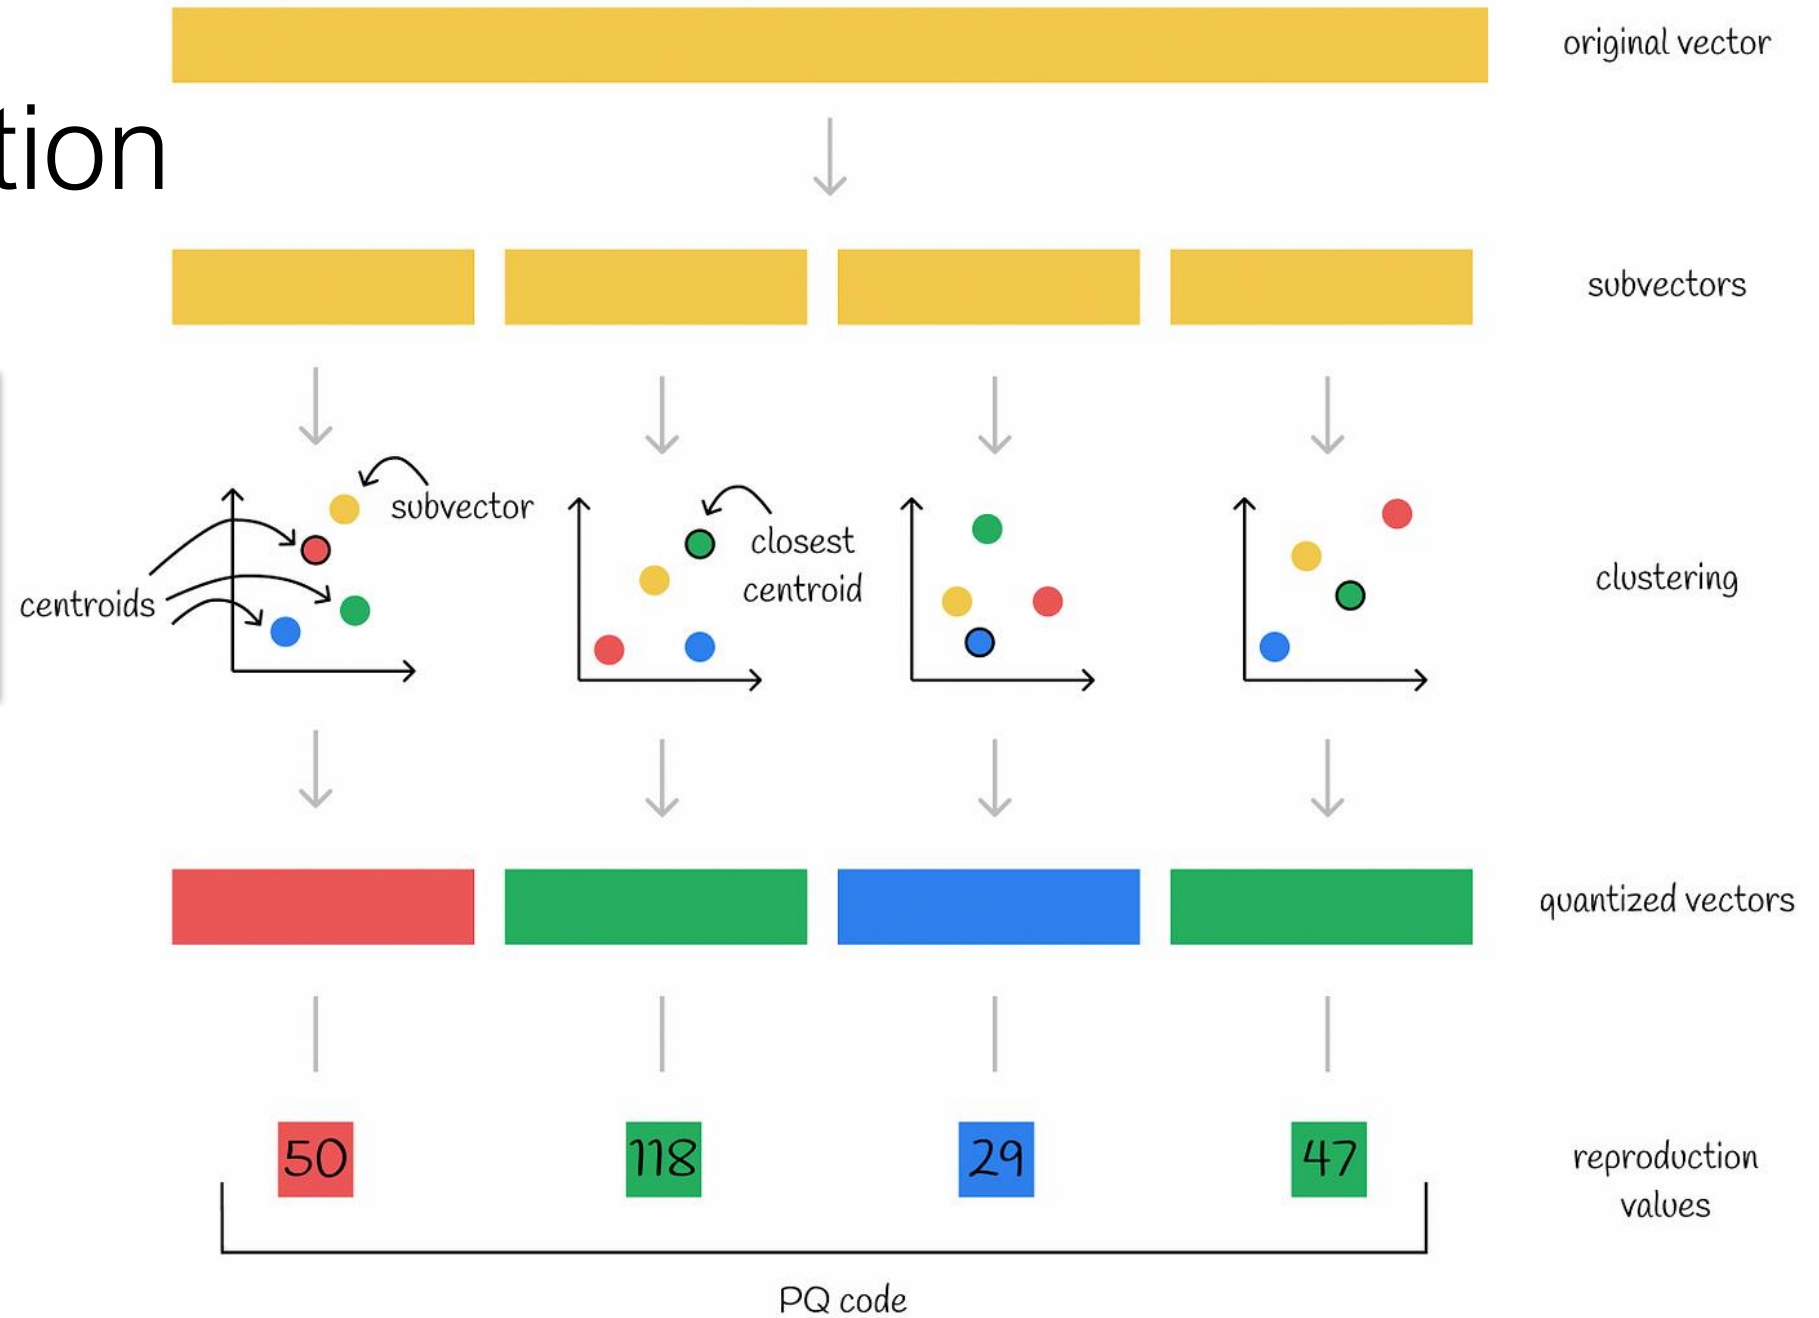 original vector
tion
subvectors
subvector
centroids
closest
centroid
clustering
quantized vectors
50
118
29
47
reproduction
values
PQ code